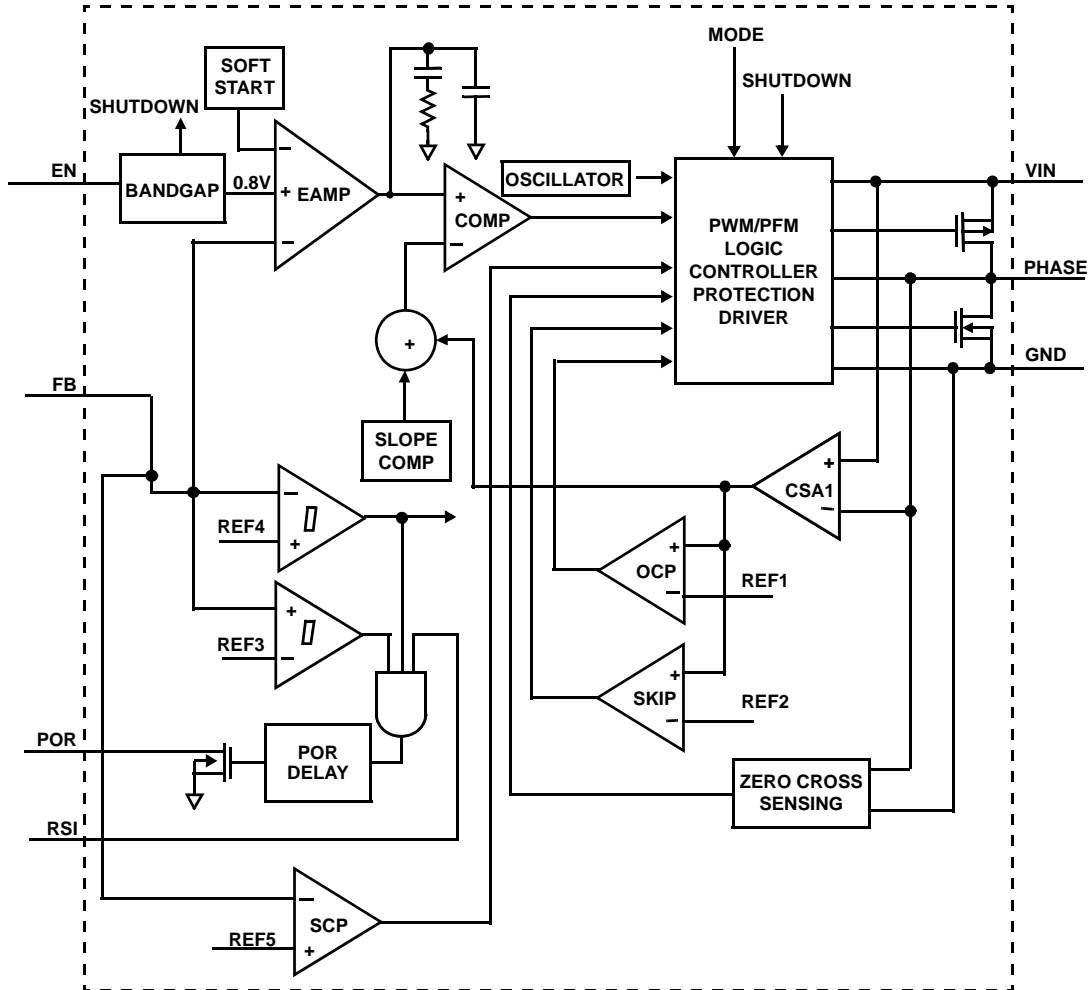 MODE
SOFT
START
SHUTDOWN
SHUTDOWN
EN
BANDGAP
0.8V
−
+
−
EAMP
+
−
COMP
OSCILLATOR
PWM/PFM
LOGIC
CONTROLLER
PROTECTION
DRIVER
VIN
PHASE
GND
+
FB
SLOPE
COMP
+
−
CSA1
−
+
REF4
+
−
OCP
REF1
+
−
REF3
+
−
SKIP
REF2
POR
POR
DELAY
ZERO CROSS
SENSING
RSI
−
+
SCP
REF5